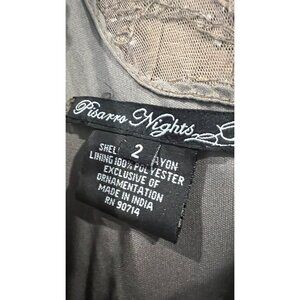 Pisarro Nights
2
SHEL AYON
LINING 100% POLYESTER
EXCLUSIVE OF
ORNAMENTATION
MADE IN INDIA
RN 90714